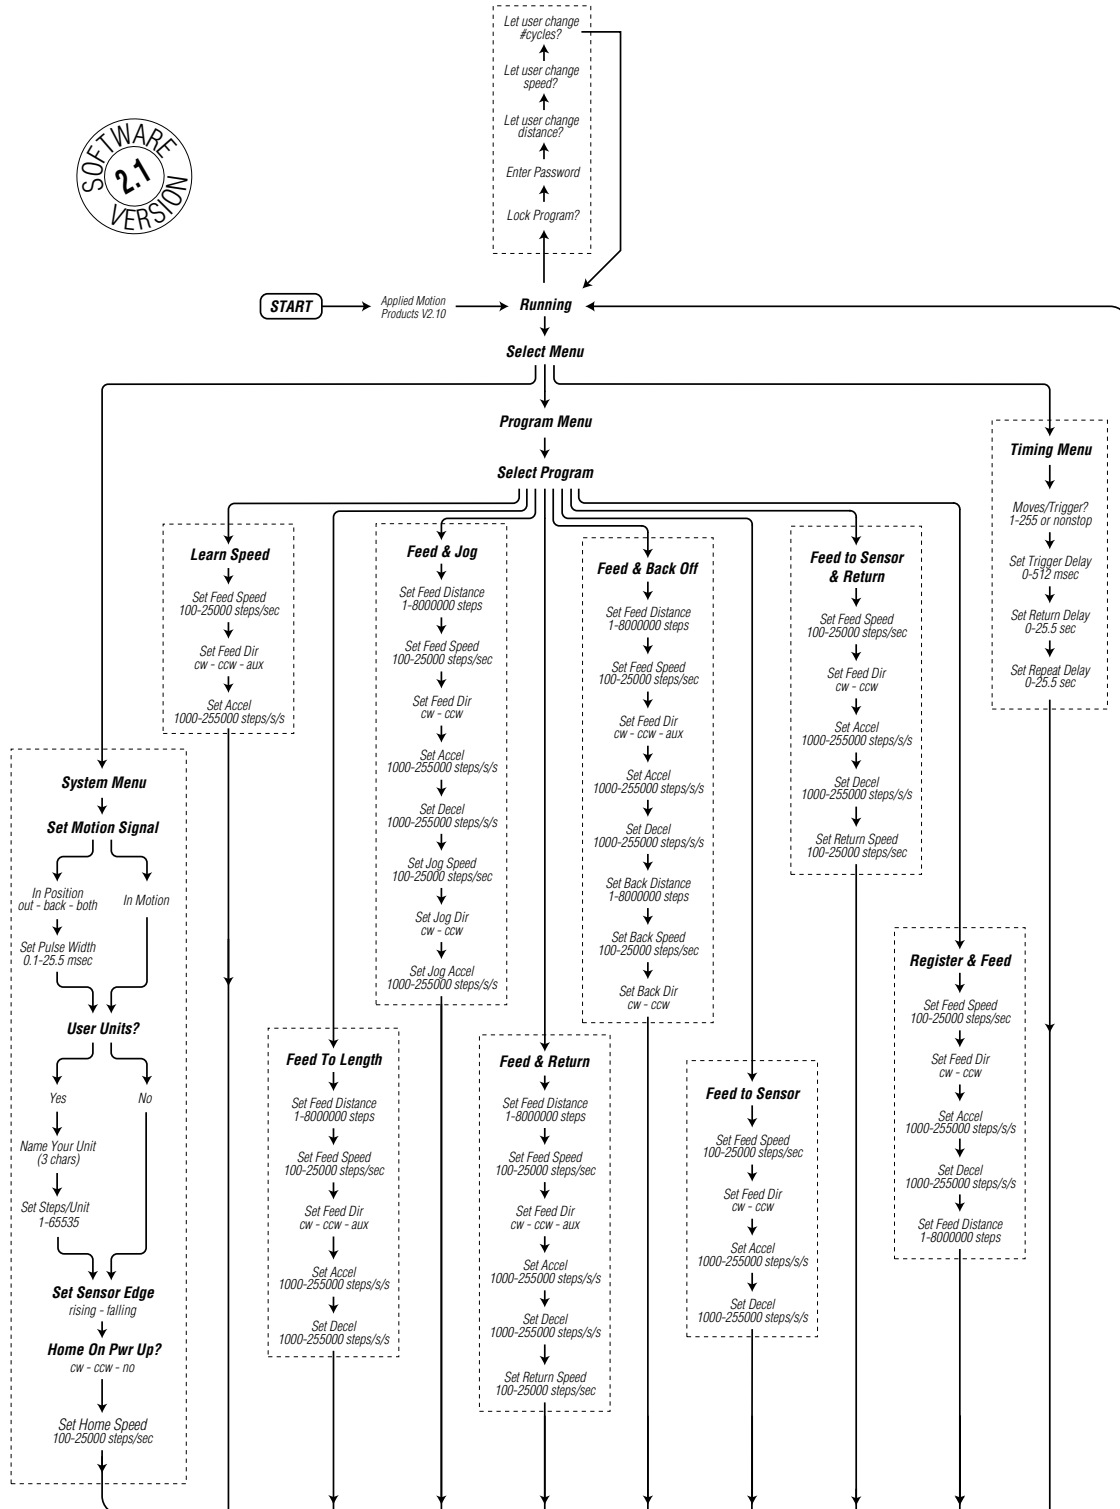 Let user change
#cycles?
Let user change
speed?
Let user change
distance?
Enter Password
Lock Program?
SOFTWARE
2.1
VERSION
START
Applied Motion
Products V2.10
Running
Select Menu
Program Menu
Select Program
Timing Menu
Moves/Trigger?
1-255 or nonstop
Set Trigger Delay
0-512 msec
Set Return Delay
0-25.5 sec
Set Repeat Delay
0-25.5 sec
Learn Speed
Set Feed Speed
100-25000 steps/sec
Set Feed Dir
cw - ccw - aux
Set Accel
1000-255000 steps/s/s
Feed & Jog
Set Feed Distance
1-8000000 steps
Set Feed Speed
100-25000 steps/sec
Set Feed Dir
cw - ccw
Set Accel
1000-255000 steps/s/s
Set Decel
1000-255000 steps/s/s
Set Jog Speed
100-25000 steps/sec
Set Jog Dir
cw - ccw
Set Jog Accel
1000-255000 steps/s/s
Feed & Back Off
Set Feed Distance
1-8000000 steps
Set Feed Speed
100-25000 steps/sec
Set Feed Dir
cw - ccw - aux
Set Accel
1000-255000 steps/s/s
Set Decel
1000-255000 steps/s/s
Set Back Distance
1-8000000 steps
Set Back Speed
100-25000 steps/sec
Set Back Dir
cw - ccw
Feed to Sensor
& Return
Set Feed Speed
100-25000 steps/sec
Set Feed Dir
cw - ccw
Set Accel
1000-255000 steps/s/s
Set Decel
1000-255000 steps/s/s
Set Return Speed
100-25000 steps/sec
System Menu
Set Motion Signal
In Position
out - back - both
In Motion
Set Pulse Width
0.1-25.5 msec
User Units?
Yes
No
Name Your Unit
(3 chars)
Set Steps/Unit
1-65535
Set Sensor Edge
rising - falling
Home On Pwr Up?
cw - ccw - no
Set Home Speed
100-25000 steps/sec
Feed To Length
Set Feed Distance
1-8000000 steps
Set Feed Speed
100-25000 steps/sec
Set Feed Dir
cw - ccw - aux
Set Accel
1000-255000 steps/s/s
Set Decel
1000-255000 steps/s/s
Feed & Return
Set Feed Distance
1-8000000 steps
Set Feed Speed
100-25000 steps/sec
Set Feed Dir
cw - ccw - aux
Set Accel
1000-255000 steps/s/s
Set Decel
1000-255000 steps/s/s
Set Return Speed
100-25000 steps/sec
Feed to Sensor
Set Feed Speed
100-25000 steps/sec
Set Feed Dir
cw - ccw
Set Accel
1000-255000 steps/s/s
Set Decel
1000-255000 steps/s/s
Register & Feed
Set Feed Speed
100-25000 steps/sec
Set Feed Dir
cw - ccw
Set Accel
1000-255000 steps/s/s
Set Decel
1000-255000 steps/s/s
Set Feed Distance
1-8000000 steps